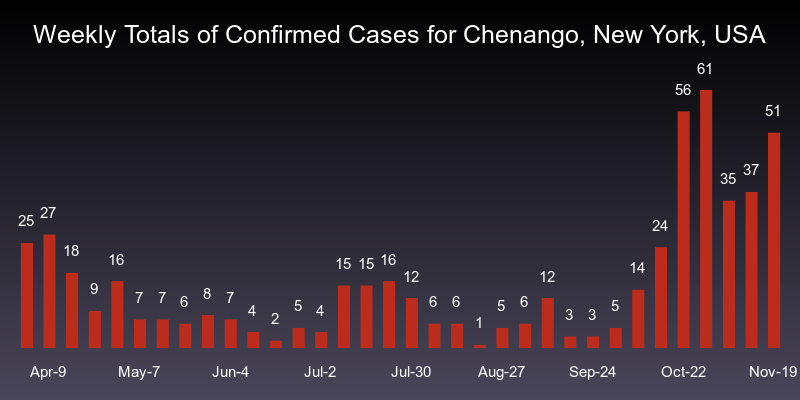 Weekly Totals of Confirmed Cases for Chenango, New York, USA
25 27 18 9 16 7 7 6 8 7 4 2 5 4 15 15 16 12 6 6 1 5 6 12 3 3 5 14 24 56 61 35 37 51
Apr-9 May-7 Jun-4 Jul-2 Jul-30 Aug-27 Sep-24 Oct-22 Nov-19